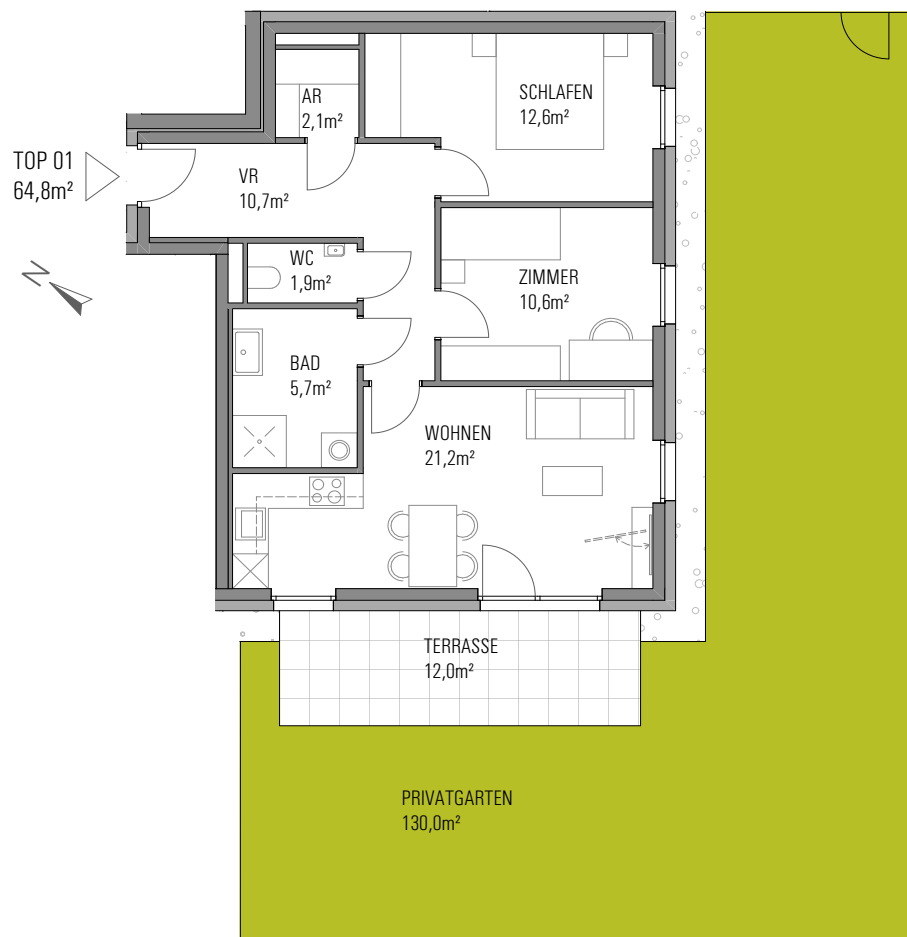 AR
2,1m²
SCHLAFEN
12,6m²
TOP 01
64,8m²
VR
10,7m²
WC
1,9m²
N
ZIMMER
10,6m²
BAD
5,7m²
WOHNEN
21,2m²
TERRASSE
12,0m²
PRIVATGARTEN
130,0m²